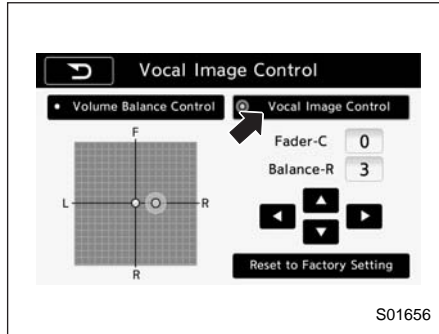 Vocal Image Control
Volume Balance Control
Vocal Image Control
F
L
R
R
Fader-C 0
Balance-R 3
Reset to Factory Setting
S01656